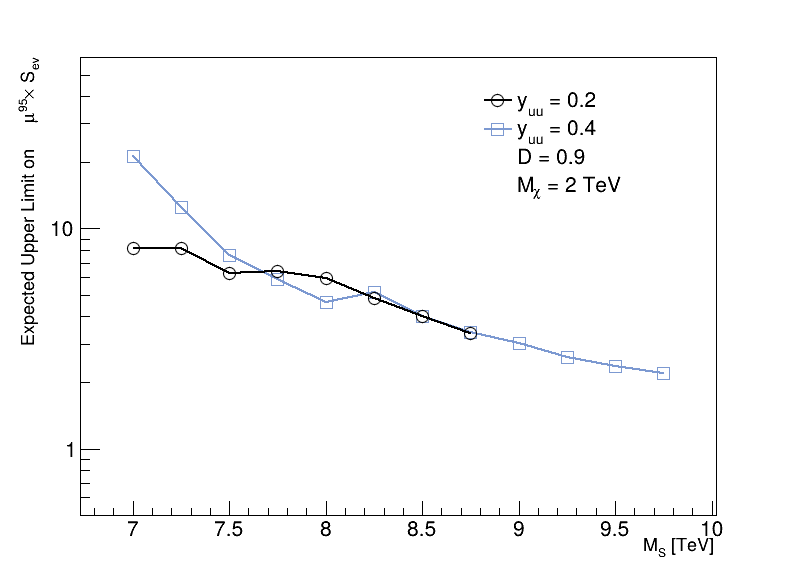 Expected Upper Limit on μ⁹⁵× S_ev
y_uu = 0.2
y_uu = 0.4
D = 0.9
M_χ = 2 TeV
10
1
7 7.5 8 8.5 9 9.5 10
M_S [TeV]